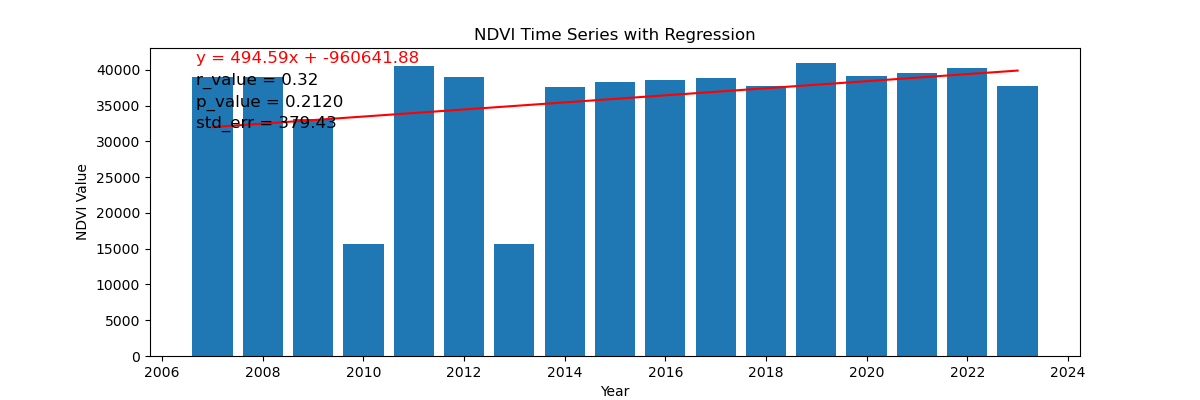 NDVI Time Series with Regression
y = 494.59x + -960641.88
r_value = 0.32
p_value = 0.2120
std_err = 379.43
40000
35000
30000
25000
20000
15000
10000
5000
0
NDVI Value
2006 2008 2010 2012 2014 2016 2018 2020 2022 2024
Year